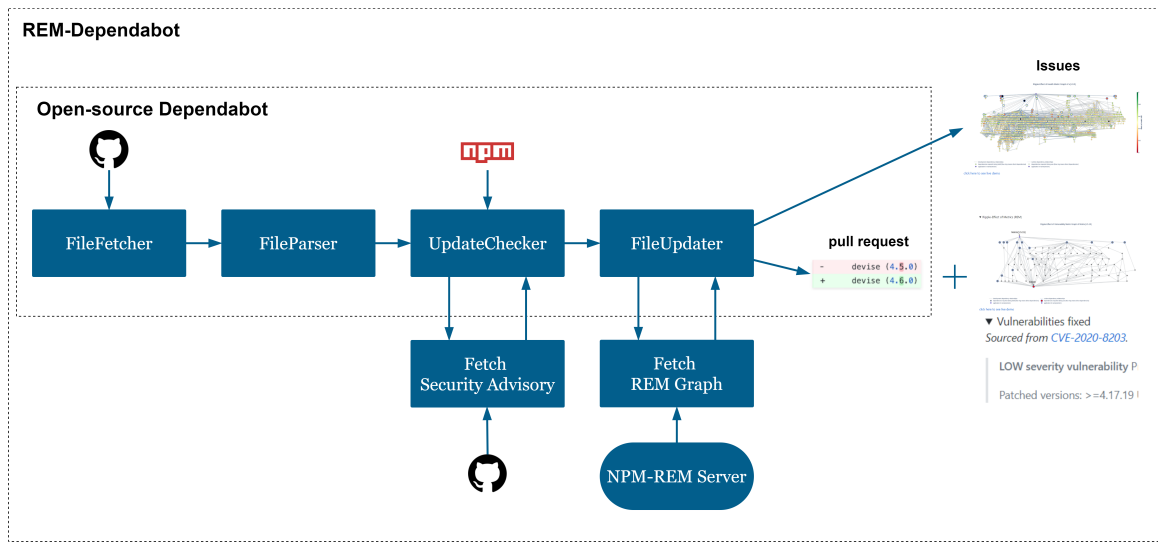 REM-Dependabot
Issues
Open-source Dependabot
npm
FileFetcher
FileParser
UpdateChecker
FileUpdater
pull request
- devise (4.5.0)
+ devise (4.6.0)
▼ Vulnerabilities fixed
Sourced from CVE-2020-8203.
LOW severity vulnerability P
Patched versions: >=4.17.19
Fetch
Security Advisory
Fetch
REM Graph
NPM-REM Server